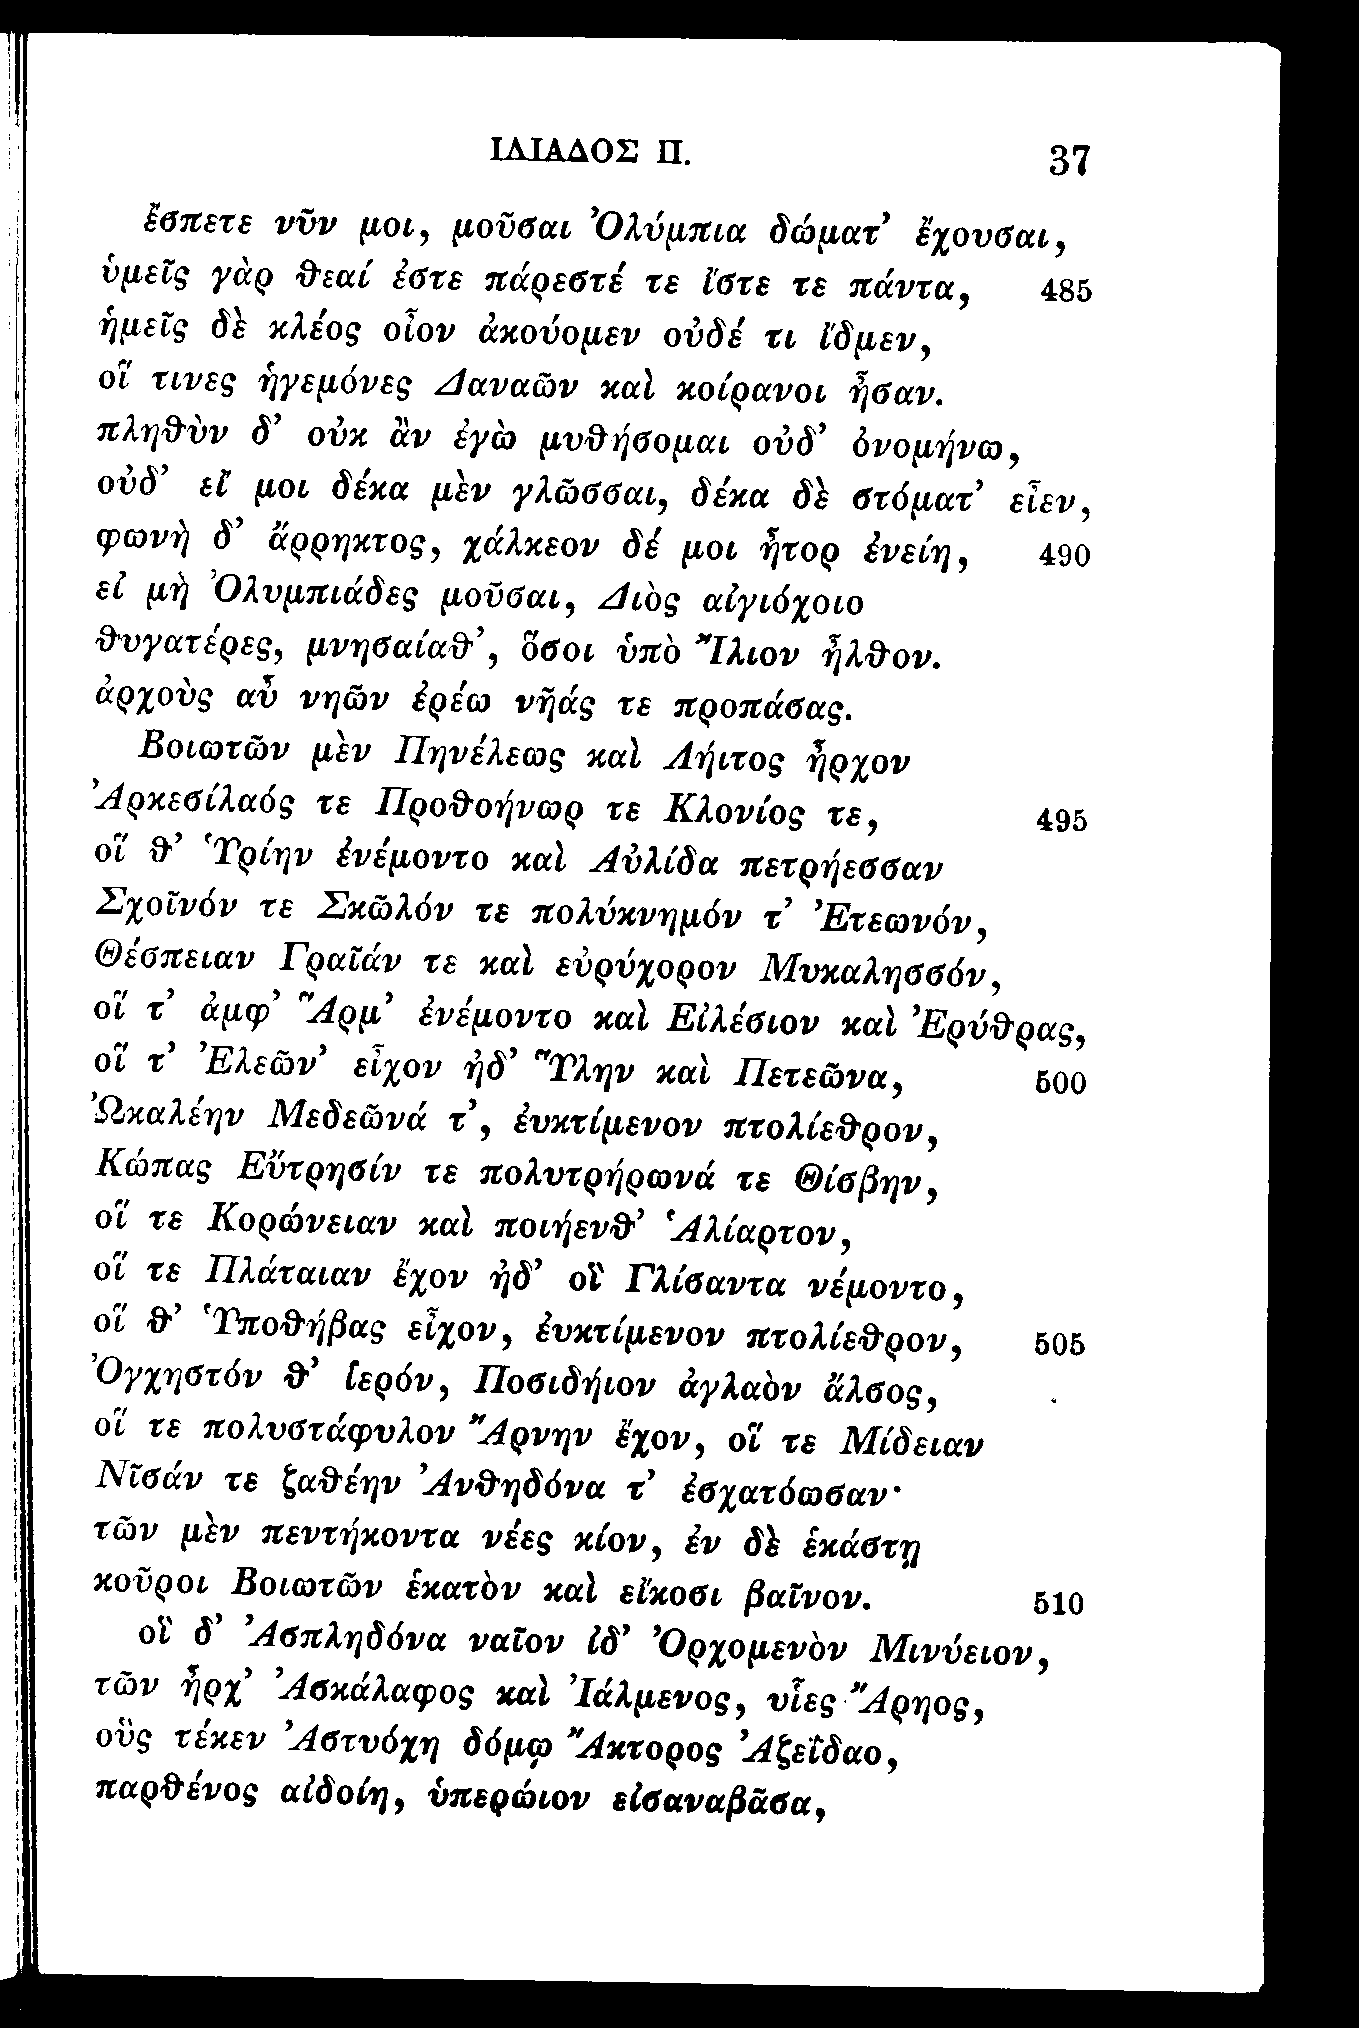 ΙΛΙΑΔΟΣ Π.
37
ἔσπετε νῦν μοι, μοῦσαι Ὀλύμπια δώματ’ ἔχουσαι,
ὑμεῖς γὰρ θεαί ἐστε πάρεστέ τε ἴστε τε πάντα, 485
ἡμεῖς δὲ κλέος οἶον ἀκούομεν οὐδέ τι ἴδμεν,
οἵ τινες ἡγεμόνες Δαναῶν καὶ κοίρανοι ἦσαν.
πληθὺν δ’ οὐκ ἂν ἐγὼ μυθήσομαι οὐδ’ ὀνομήνω,
οὐδ’ εἴ μοι δέκα μὲν γλῶσσαι, δέκα δὲ στόματ’ εἶεν,
φωνὴ δ’ ἄρρηκτος, χάλκεον δέ μοι ἦτορ ἐνείη, 490
εἰ μὴ Ὀλυμπιάδες μοῦσαι, Διὸς αἰγιόχοιο
θυγατέρες, μνησαίαθ’, ὅσοι ὑπὸ Ἴλιον ἦλθον.
ἀρχοὺς αὖ νηῶν ἐρέω νῆάς τε προπάσας.
Βοιωτῶν μὲν Πηνέλεως καὶ Λήιτος ἦρχον
Ἀρκεσίλαός τε Προθοήνωρ τε Κλονίος τε, 495
οἵ θ’ Ὑρίην ἐνέμοντο καὶ Αὐλίδα πετρήεσσαν
Σχοῖνόν τε Σκῶλόν τε πολύκνημόν τ’ Ἐτεωνόν,
Θέσπειαν Γραῖάν τε καὶ εὐρύχορον Μυκαλησσόν,
οἵ τ’ ἀμφ’ Ἅρμ’ ἐνέμοντο καὶ Εἰλέσιον καὶ Ἐρύθρας,
οἵ τ’ Ἐλεῶν’ εἶχον ἠδ’ Ὕλην καὶ Πετεῶνα, 500
Ὠκαλέην Μεδεῶνά τ’, ἐυκτίμενον πτολίεθρον,
Κώπας Εὔτρησίν τε πολυτρήρωνά τε Θίσβην,
οἵ τε Κορώνειαν καὶ ποιήενθ’ Ἁλίαρτον,
οἵ τε Πλάταιαν ἔχον ἠδ’ οἳ Γλίσαντα νέμοντο,
οἵ θ’ Ὑποθήβας εἶχον, ἐυκτίμενον πτολίεθρον, 505
Ὀγχηστόν θ’ ἱερόν, Ποσιδήιον ἀγλαὸν ἄλσος,
οἵ τε πολυστάφυλον Ἄρνην ἔχον, οἵ τε Μίδειαν
Νῖσάν τε ζαθέην Ἀνθηδόνα τ’ ἐσχατόωσαν·
τῶν μὲν πεντήκοντα νέες κίον, ἐν δὲ ἑκάστῃ
κοῦροι Βοιωτῶν ἑκατὸν καὶ εἴκοσι βαῖνον. 510
οἳ δ’ Ἀσπληδόνα ναῖον ἰδ’ Ὀρχομενὸν Μινύειον,
τῶν ἦρχ’ Ἀσκάλαφος καὶ Ἰάλμενος, υἷες Ἄρηος,
οὓς τέκεν Ἀστυόχη δόμῳ Ἄκτορος Ἀζεΐδαο,
παρθένος αἰδοίη, ὑπερώιον εἰσαναβᾶσα,